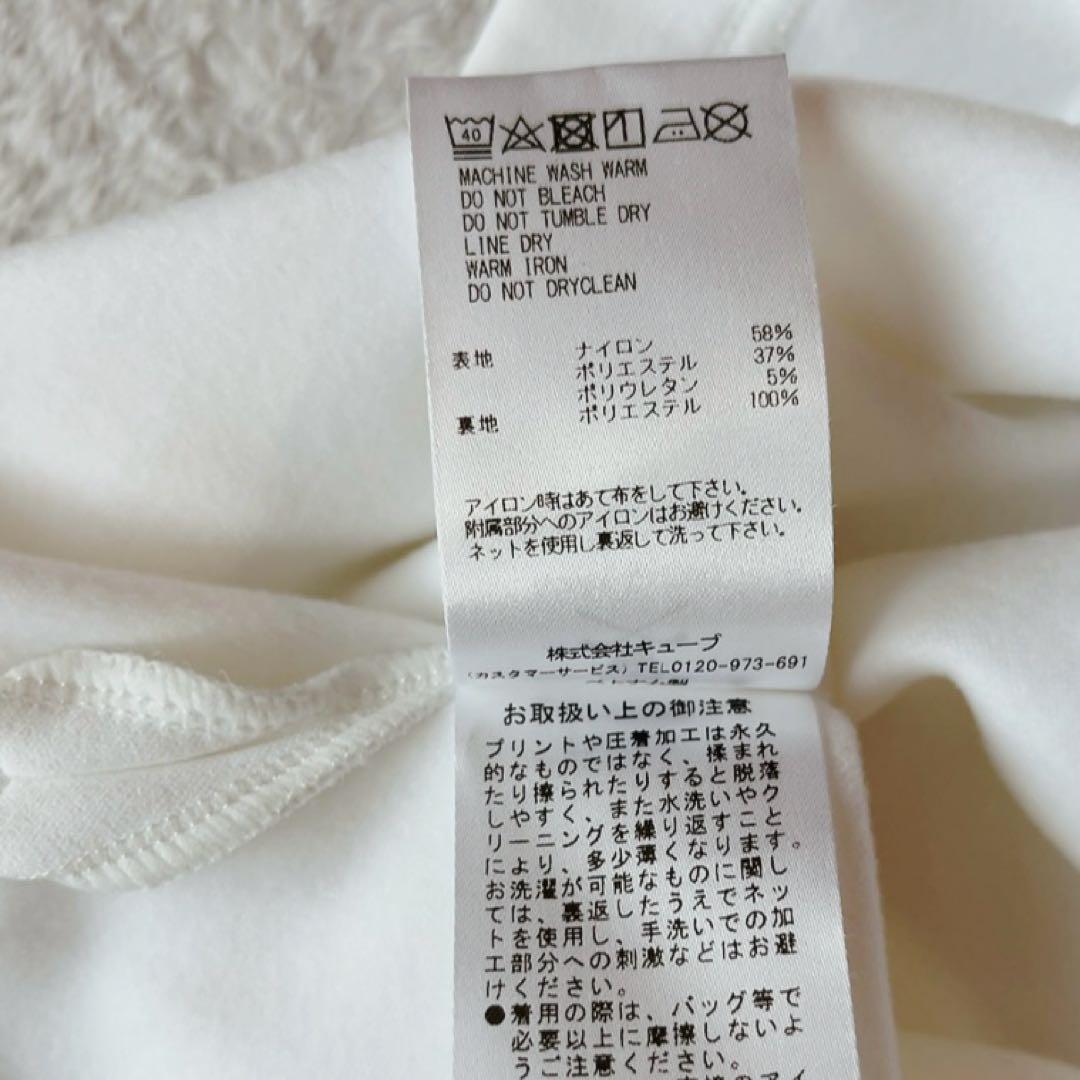 40
MACHINE WASH WARM
DO NOT BLEACH
DO NOT TUMBLE DRY
LINE DRY
WARM IRON
DO NOT DRYCLEAN
表地 ナイロン 58%
ポリエステル 37%
ポリウレタン 5%
裏地 ポリエステル 100%
アイロン時はあて布をして下さい。
附属部分へのアイロンはお避けください。
ネットを使用し裏返して洗って下さい。
株式会社キューブ
(カスタマーサービス) TEL0120-973-691
お取扱い上の御注意
プリントや圧着加工は永久
的なものではなく、揉まれ
たり擦られたりすると脱落
しやすく、また水洗いやク
リーニングを繰り返すこと
により、多少薄くなります。
お洗濯が可能なものに関し
ては、裏返したうえでネッ
トを使用し、手洗いでの加
工部分への刺激などはお避
けください。
●着用の際は、バッグ等で
必要以上に摩擦しないよ
うご注意ください。